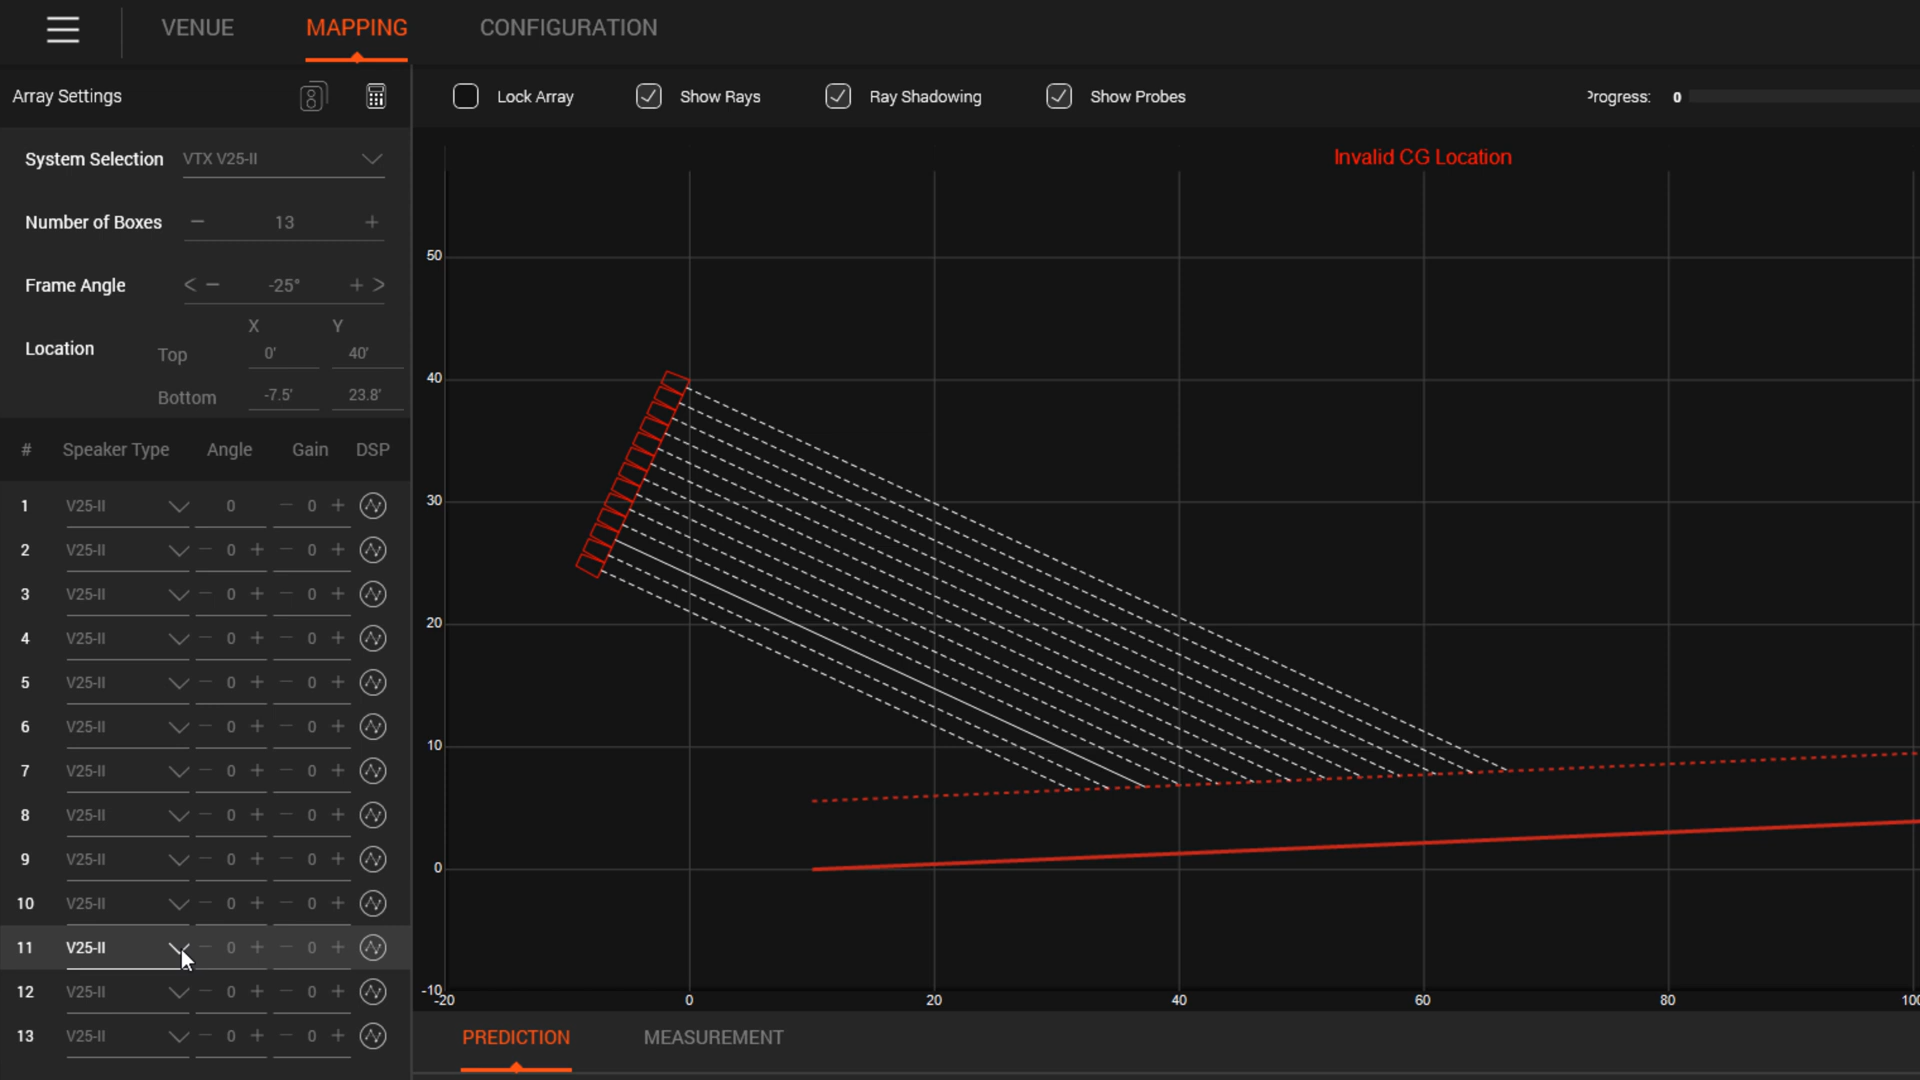 VENUE MAPPING CONFIGURATION
Array Settings
Lock Array Show Rays Ray Shadowing Show Probes Progress: 0
System Selection VTX V25-II
Number of Boxes − 13 +
Frame Angle < − -25° + >
X Y
Location Top 0' 40'
Bottom -7.5' 23.8'
# Speaker Type Angle Gain DSP
1 V25-II 0 − 0 +
2 V25-II − 0 + − 0 +
3 V25-II − 0 + − 0 +
4 V25-II − 0 + − 0 +
5 V25-II − 0 + − 0 +
6 V25-II − 0 + − 0 +
7 V25-II − 0 + − 0 +
8 V25-II − 0 + − 0 +
9 V25-II − 0 + − 0 +
10 V25-II − 0 + − 0 +
11 V25-II − 0 + − 0 +
12 V25-II − 0 + − 0 +
13 V25-II − 0 + − 0 +
Invalid CG Location
50
40
30
20
10
0
-10
-20 0 20 40 60 80 100
PREDICTION MEASUREMENT